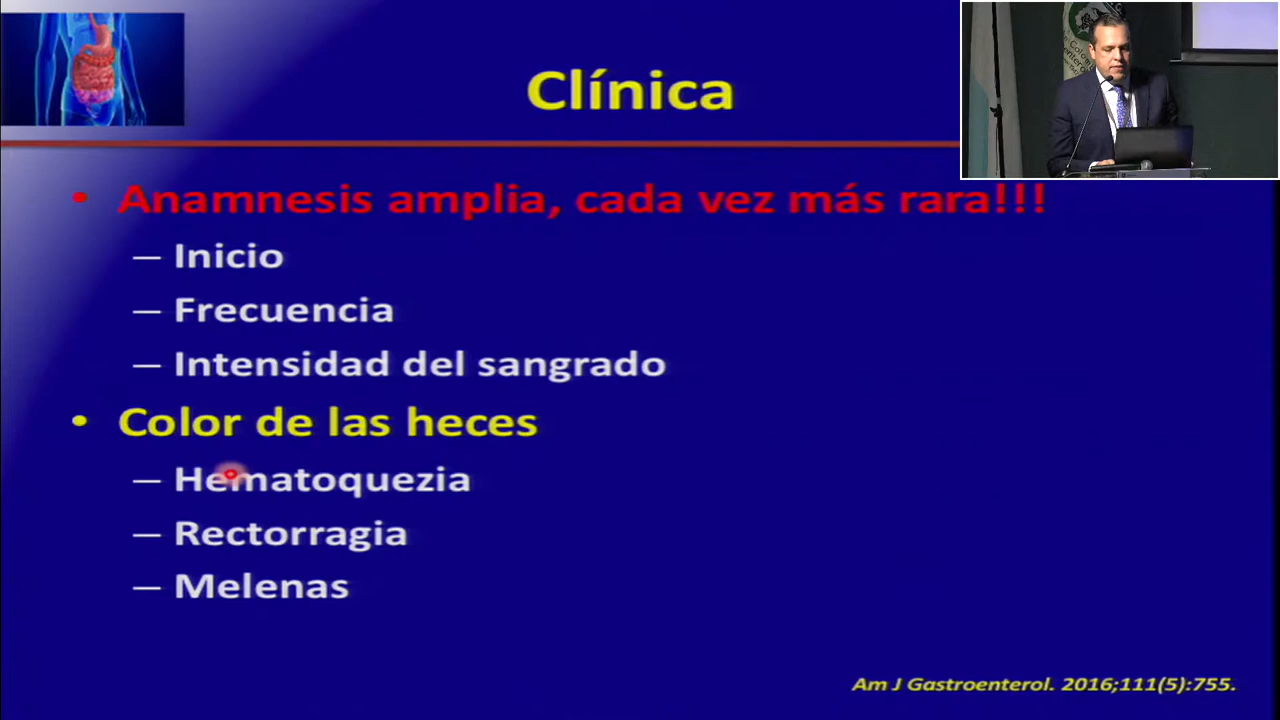 Clínica
• Anamnesis amplia, cada vez más rara!!!
– Inicio
– Frecuencia
– Intensidad del sangrado
• Color de las heces
– Hematoquezia
– Rectorragia
– Melenas
Am J Gastroenterol. 2016;111(5):755.